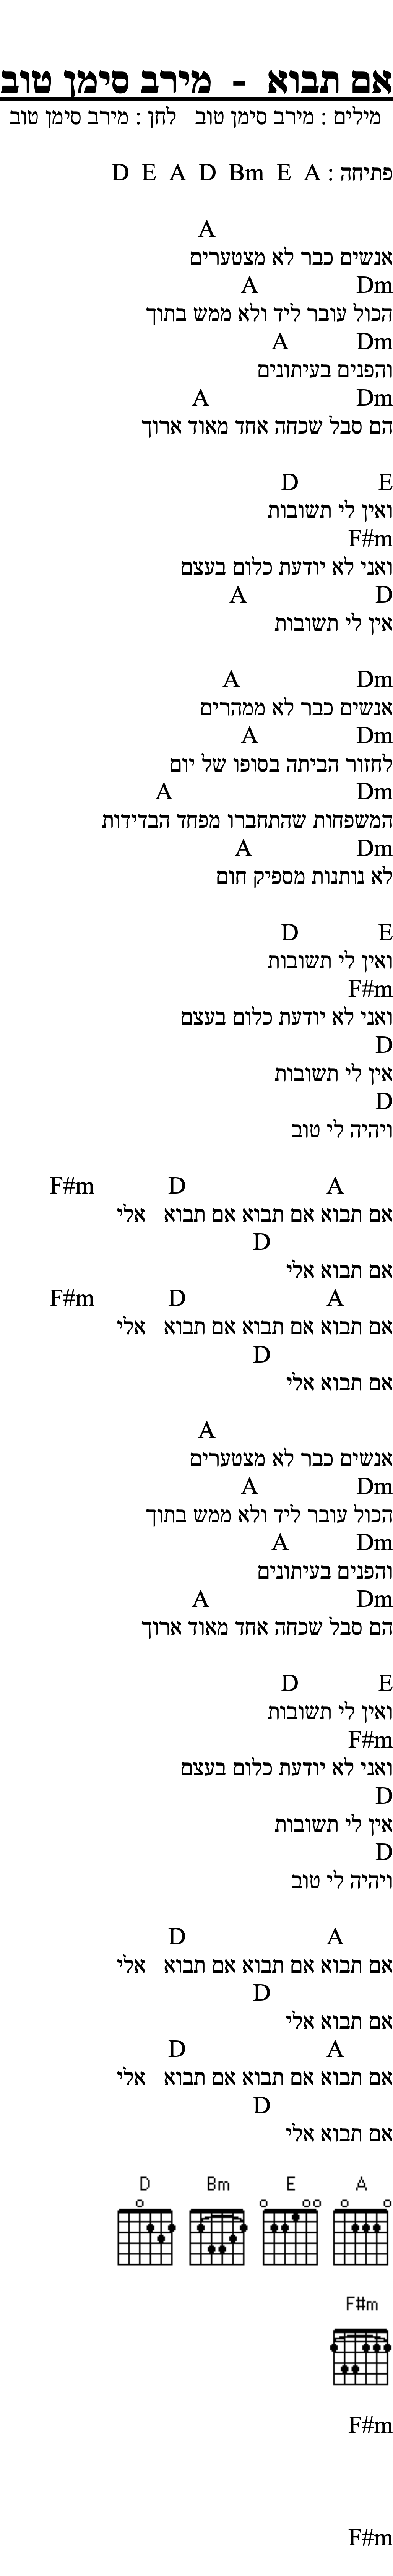 אם תבוא - מירב סימן טוב
מילים : מירב סימן טוב לחן : מירב סימן טוב
פתיחה : D E A D Bm E A
A
אנשים כבר לא מצטערים
A Dm
הכול עובר ליד ולא ממש בתוך
A Dm
והפנים בעיתונים
A Dm
הם סבל שכחה אחד מאוד ארוך
D E
ואין לי תשובות
F#m
ואני לא יודעת כלום בעצם
A D
אין לי תשובות
A Dm
אנשים כבר לא ממהרים
A Dm
לחזור הביתה בסופו של יום
A Dm
המשפחות שהתחברו מפחד הבדידות
A Dm
לא נותנות מספיק חום
D E
ואין לי תשובות
F#m
ואני לא יודעת כלום בעצם
D
אין לי תשובות
D
ויהיה לי טוב
F#m D A
אם תבוא אם תבוא אם תבוא אלי
D
אם תבוא אלי
F#m D A
אם תבוא אם תבוא אם תבוא אלי
D
אם תבוא אלי
A
אנשים כבר לא מצטערים
A Dm
הכול עובר ליד ולא ממש בתוך
A Dm
והפנים בעיתונים
A Dm
הם סבל שכחה אחד מאוד ארוך
D E
ואין לי תשובות
F#m
ואני לא יודעת כלום בעצם
D
אין לי תשובות
D
ויהיה לי טוב
D A
אם תבוא אם תבוא אם תבוא אלי
D
אם תבוא אלי
D A
אם תבוא אם תבוא אם תבוא אלי
D
אם תבוא אלי
D Bm E A
F#m
F#m
F#m